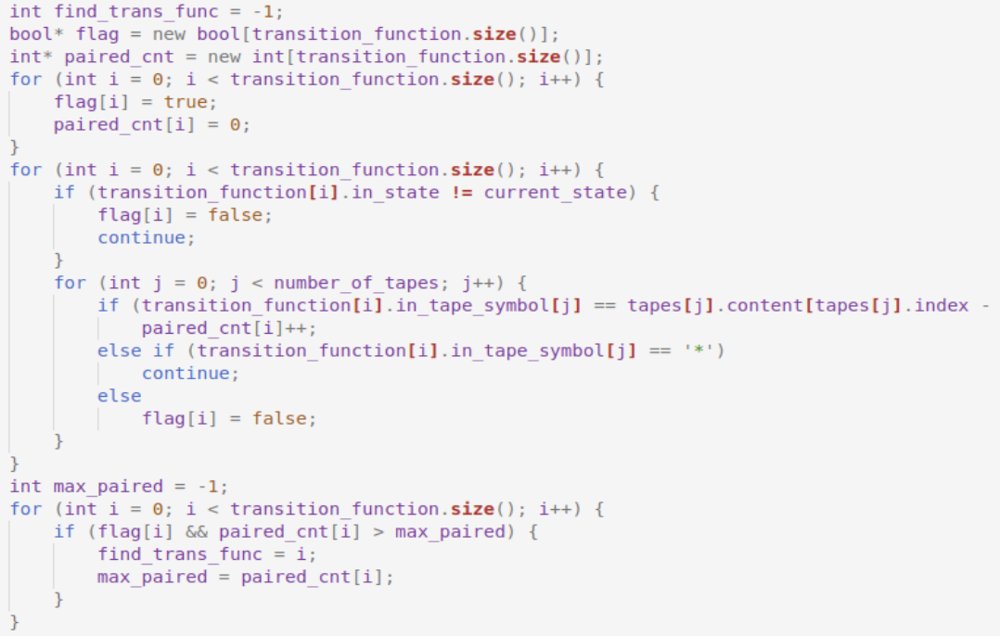 int find_trans_func = -1;
bool* flag = new bool[transition_function.size()];
int* paired_cnt = new int[transition_function.size()];
for (int i = 0; i < transition_function.size(); i++) {
    flag[i] = true;
    paired_cnt[i] = 0;
}
for (int i = 0; i < transition_function.size(); i++) {
    if (transition_function[i].in_state != current_state) {
        flag[i] = false;
        continue;
    }
    for (int j = 0; j < number_of_tapes; j++) {
        if (transition_function[i].in_tape_symbol[j] == tapes[j].content[tapes[j].index -
            paired_cnt[i]++;
        else if (transition_function[i].in_tape_symbol[j] == '*')
            continue;
        else
            flag[i] = false;
    }
}
int max_paired = -1;
for (int i = 0; i < transition_function.size(); i++) {
    if (flag[i] && paired_cnt[i] > max_paired) {
        find_trans_func = i;
        max_paired = paired_cnt[i];
    }
}